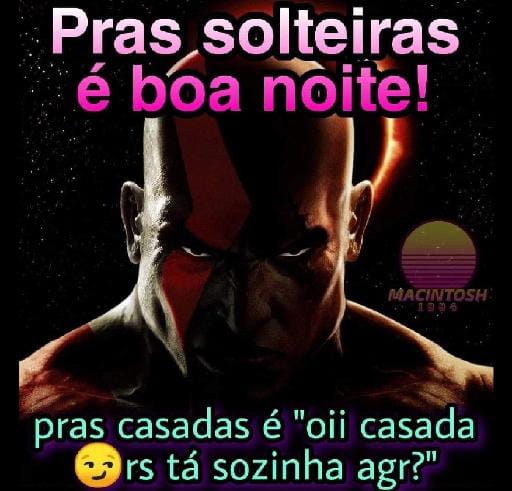 Pras solteiras
é boa noite!
MACINTOSH
1984
pras casadas é "oii casada
😏rs tá sozinha agr?"